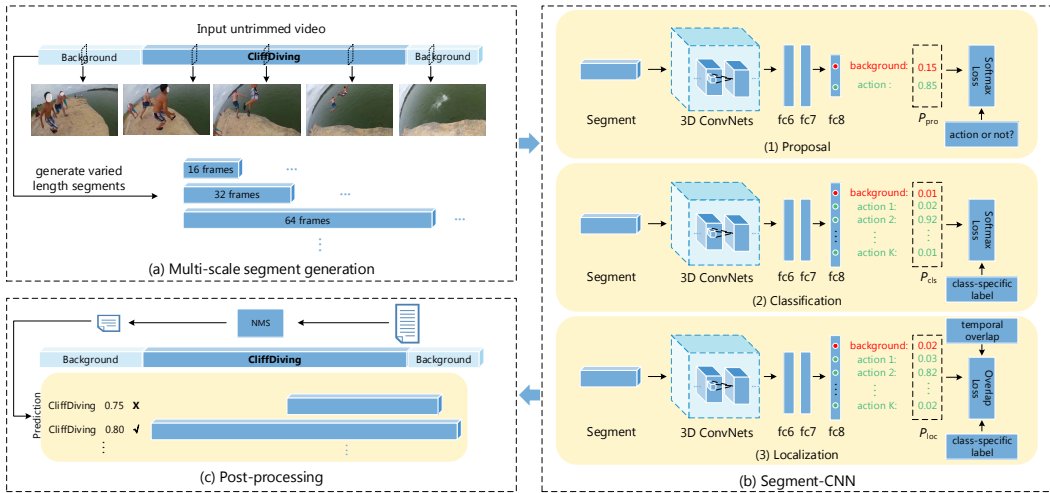 Input untrimmed video
Background
CliffDiving
Background
generate varied
length segments
16 frames
...
32 frames
...
64 frames
...
(a) Multi-scale segment generation
Segment
3D ConvNets
fc6 fc7 fc8
background: 0.15
action : 0.85
P_pro
Softmax
Loss
action or not?
(1) Proposal
Segment
3D ConvNets
fc6 fc7 fc8
background: 0.01
action 1: 0.02
action 2: 0.92
action K: 0.01
P_cls
Softmax
Loss
class-specific
label
(2) Classification
Segment
3D ConvNets
fc6 fc7 fc8
background: 0.02
action 1: 0.03
action 2: 0.82
action K: 0.02
P_loc
temporal
overlap
Overlap
Loss
class-specific
label
(3) Localization
(b) Segment-CNN
NMS
Background
CliffDiving
Background
Prediction
CliffDiving 0.75 X
CliffDiving 0.80 √
(c) Post-processing